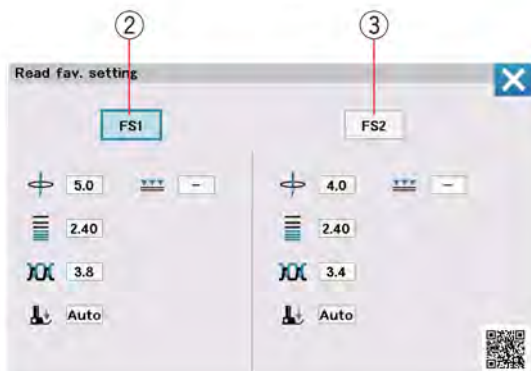 ② ③
Read fav. setting
FS1 FS2
5.0 – 4.0 –
2.40 2.40
3.8 3.4
Auto Auto